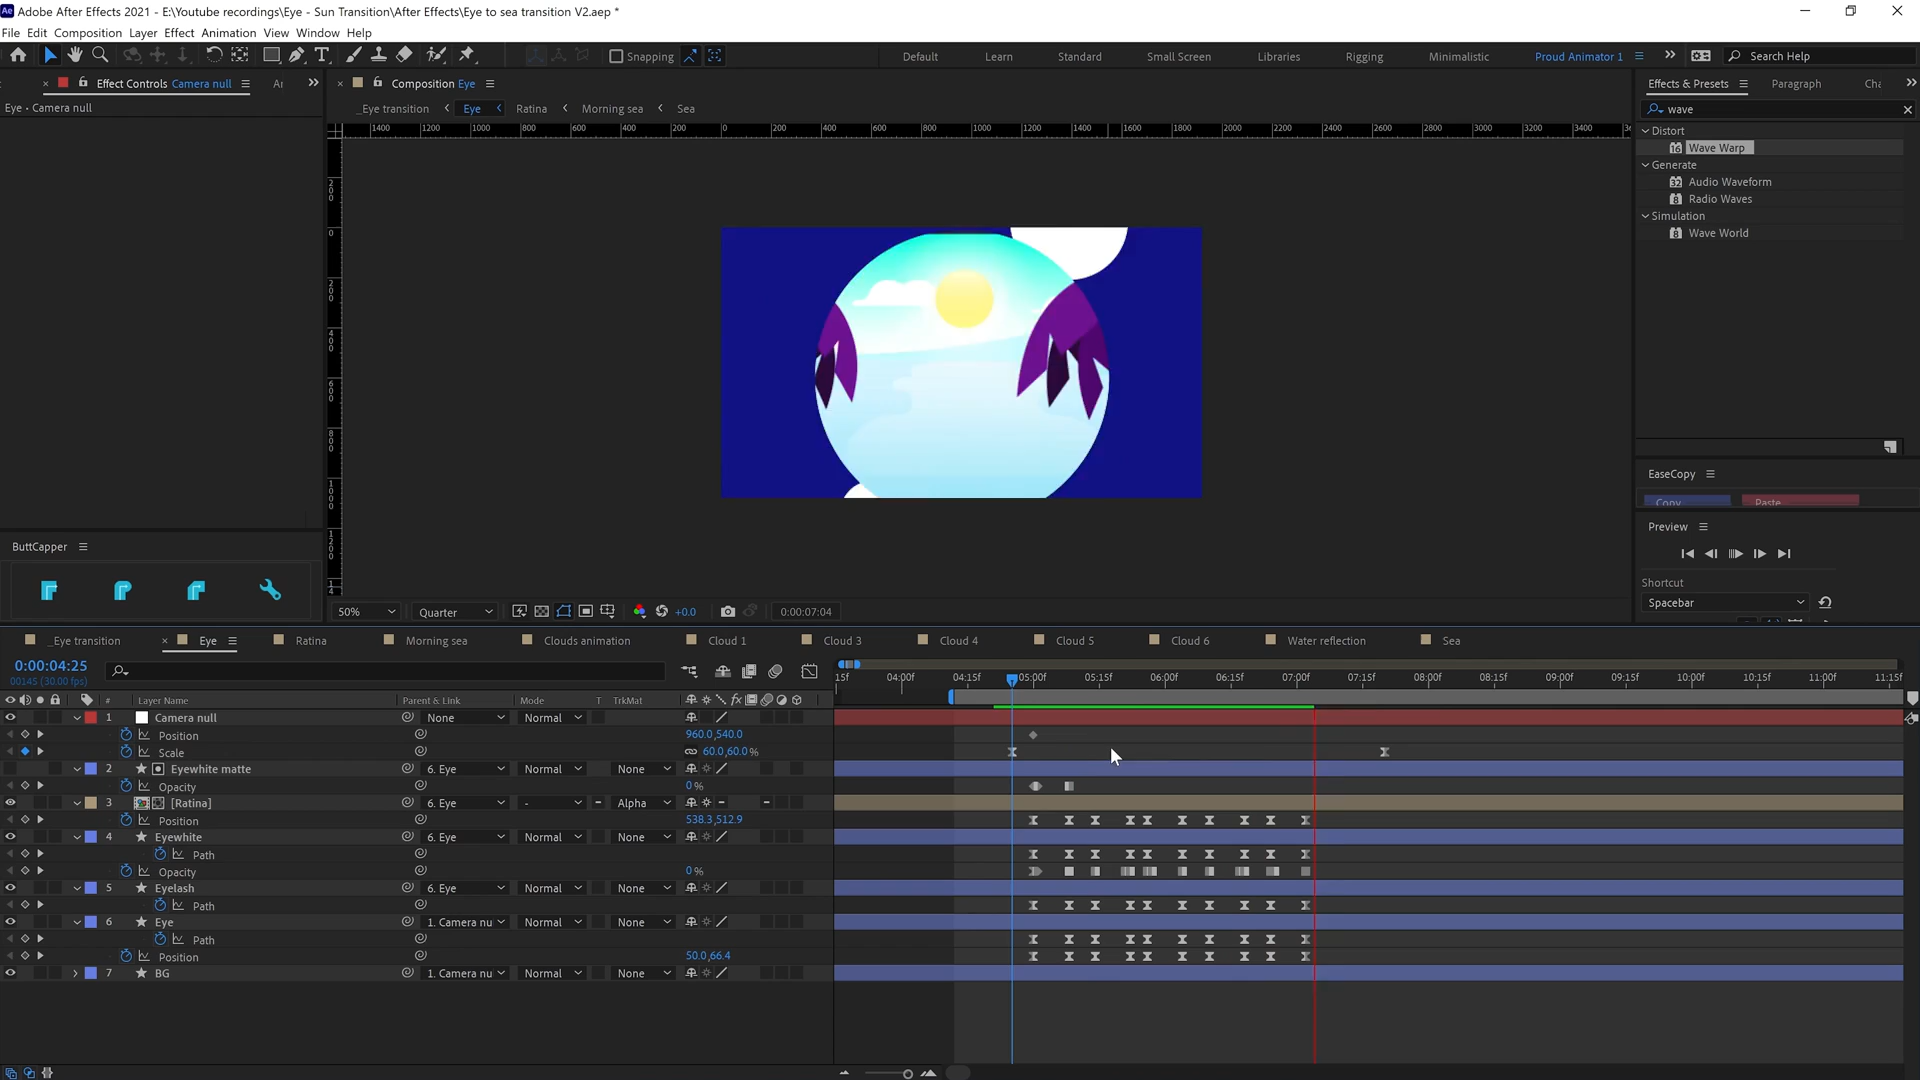 Adobe After Effects 2021 - E:\Youtube recordings\Eye - Sun Transition\After Effects\Eye to sea transition V2.aep *
File Edit Composition Layer Effect Animation View Window Help
Snapping Default Learn Standard Small Screen Libraries Rigging Minimalistic Proud Animator 1 Search Help
Effect Controls Camera null
Composition Eye
Effects & Presets Paragraph
Eye • Camera null
_Eye transition Eye Ratina Morning sea Sea
wave
Distort
Wave Warp
Generate
Audio Waveform
Radio Waves
Simulation
Wave World
EaseCopy
Copy Paste
Preview
Shortcut
Spacebar
ButtCapper
50% Quarter +0.0 0:00:07:04
_Eye transition Eye Ratina Morning sea Clouds animation Cloud 1 Cloud 3 Cloud 4 Cloud 5 Cloud 6 Water reflection Sea
0:00:04:25
00145 (30.00 fps)
:15f 04:00f 04:15f 05:00f 05:15f 06:00f 06:15f 07:00f 07:15f 08:00f 08:15f 09:00f 09:15f 10:00f 10:15f 11:00f 11:15f
# Layer Name Parent & Link Mode T TrkMat
1 Camera null None Normal
Position 960.0,540.0
Scale 60.0,60.0%
2 Eyewhite matte 6. Eye Normal None
Opacity 0%
3 [Ratina] 6. Eye - Alpha
Position 538.3,512.9
4 Eyewhite 6. Eye Normal None
Path
Opacity 0%
5 Eyelash 6. Eye Normal None
Path
6 Eye 1. Camera nu Normal None
Path
Position 50.0,66.4
7 BG 1. Camera nu Normal None